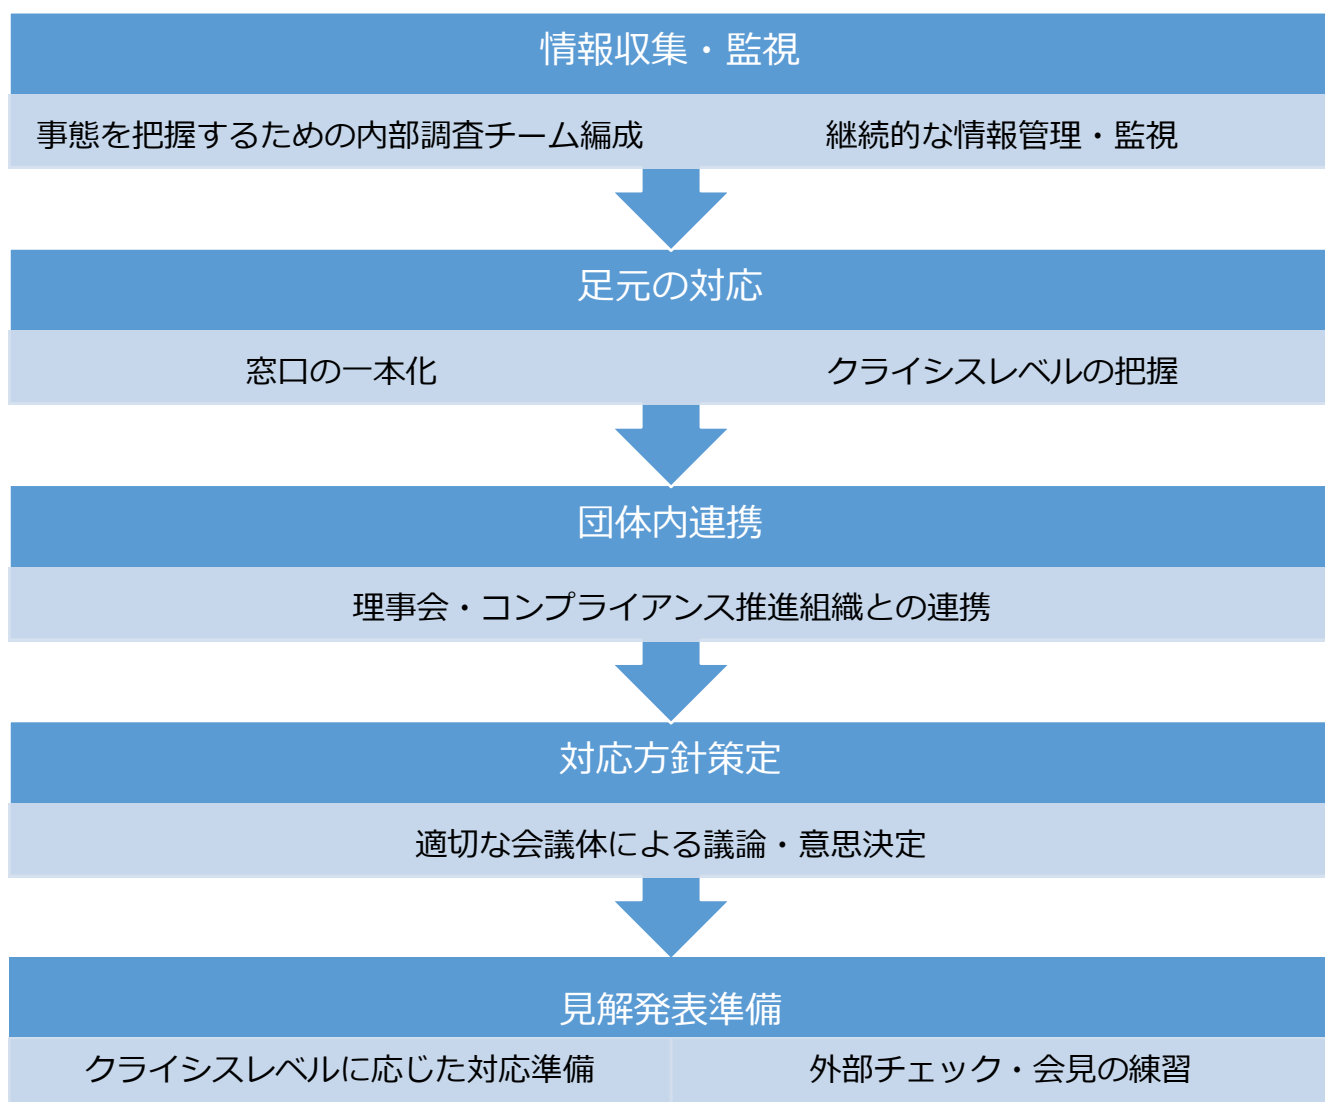 情報収集・監視
事態を把握するための内部調査チーム編成
継続的な情報管理・監視
足元の対応
窓口の一本化
クライシスレベルの把握
団体内連携
理事会・コンプライアンス推進組織との連携
対応方針策定
適切な会議体による議論・意思決定
見解発表準備
クライシスレベルに応じた対応準備
外部チェック・会見の練習